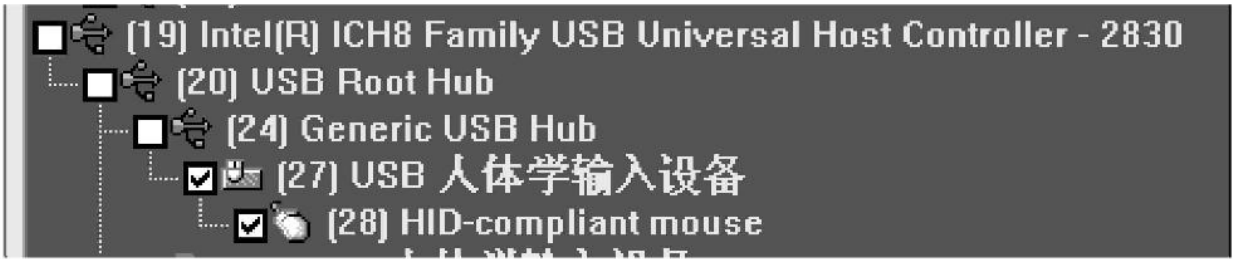 (19) Intel(R) ICH8 Family USB Universal Host Controller - 2830
(20) USB Root Hub
(24) Generic USB Hub
(27) USB 人体学输入设备
(28) HID-compliant mouse